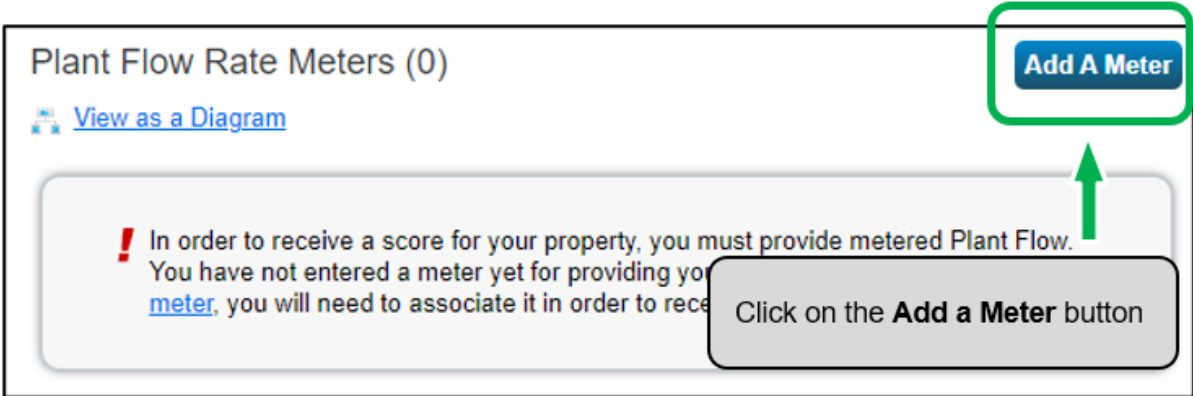 Plant Flow Rate Meters (0)
Add A Meter
View as a Diagram
! In order to receive a score for your property, you must provide metered Plant Flow.
You have not entered a meter yet for providing
meter, you will need to associate it in order to
Click on the Add a Meter button